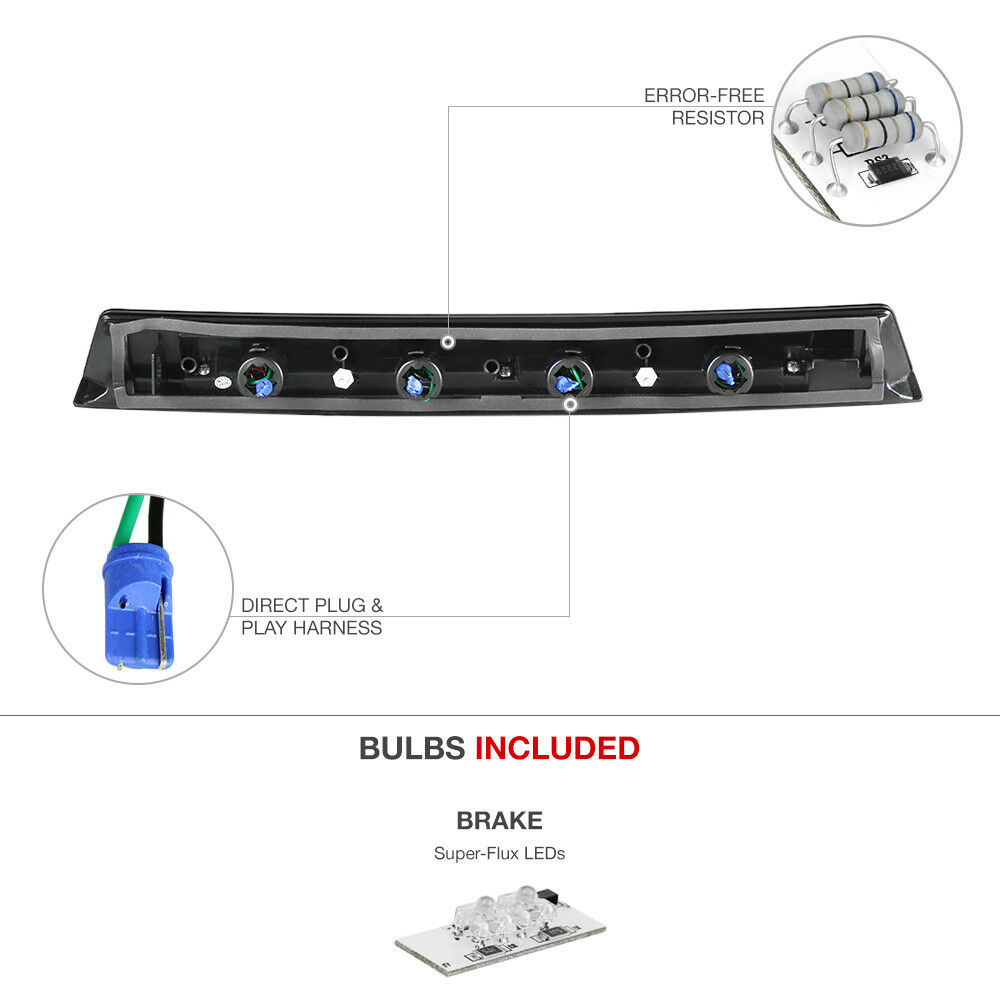 ERROR-FREE
RESISTOR
DIRECT PLUG &
PLAY HARNESS
BULBS INCLUDED
BRAKE
Super-Flux LEDs